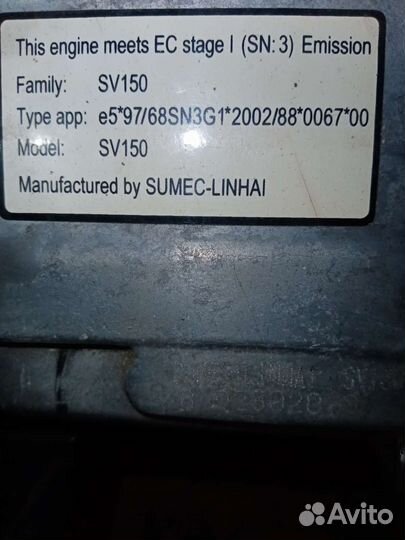 This engine meets EC stage I (SN: 3) Emission
Family: SV150
Type app: e5*97/68SN3G1*2002/88*0067*00
Model: SV150
Manufactured by SUMEC-LINHAI
Avito